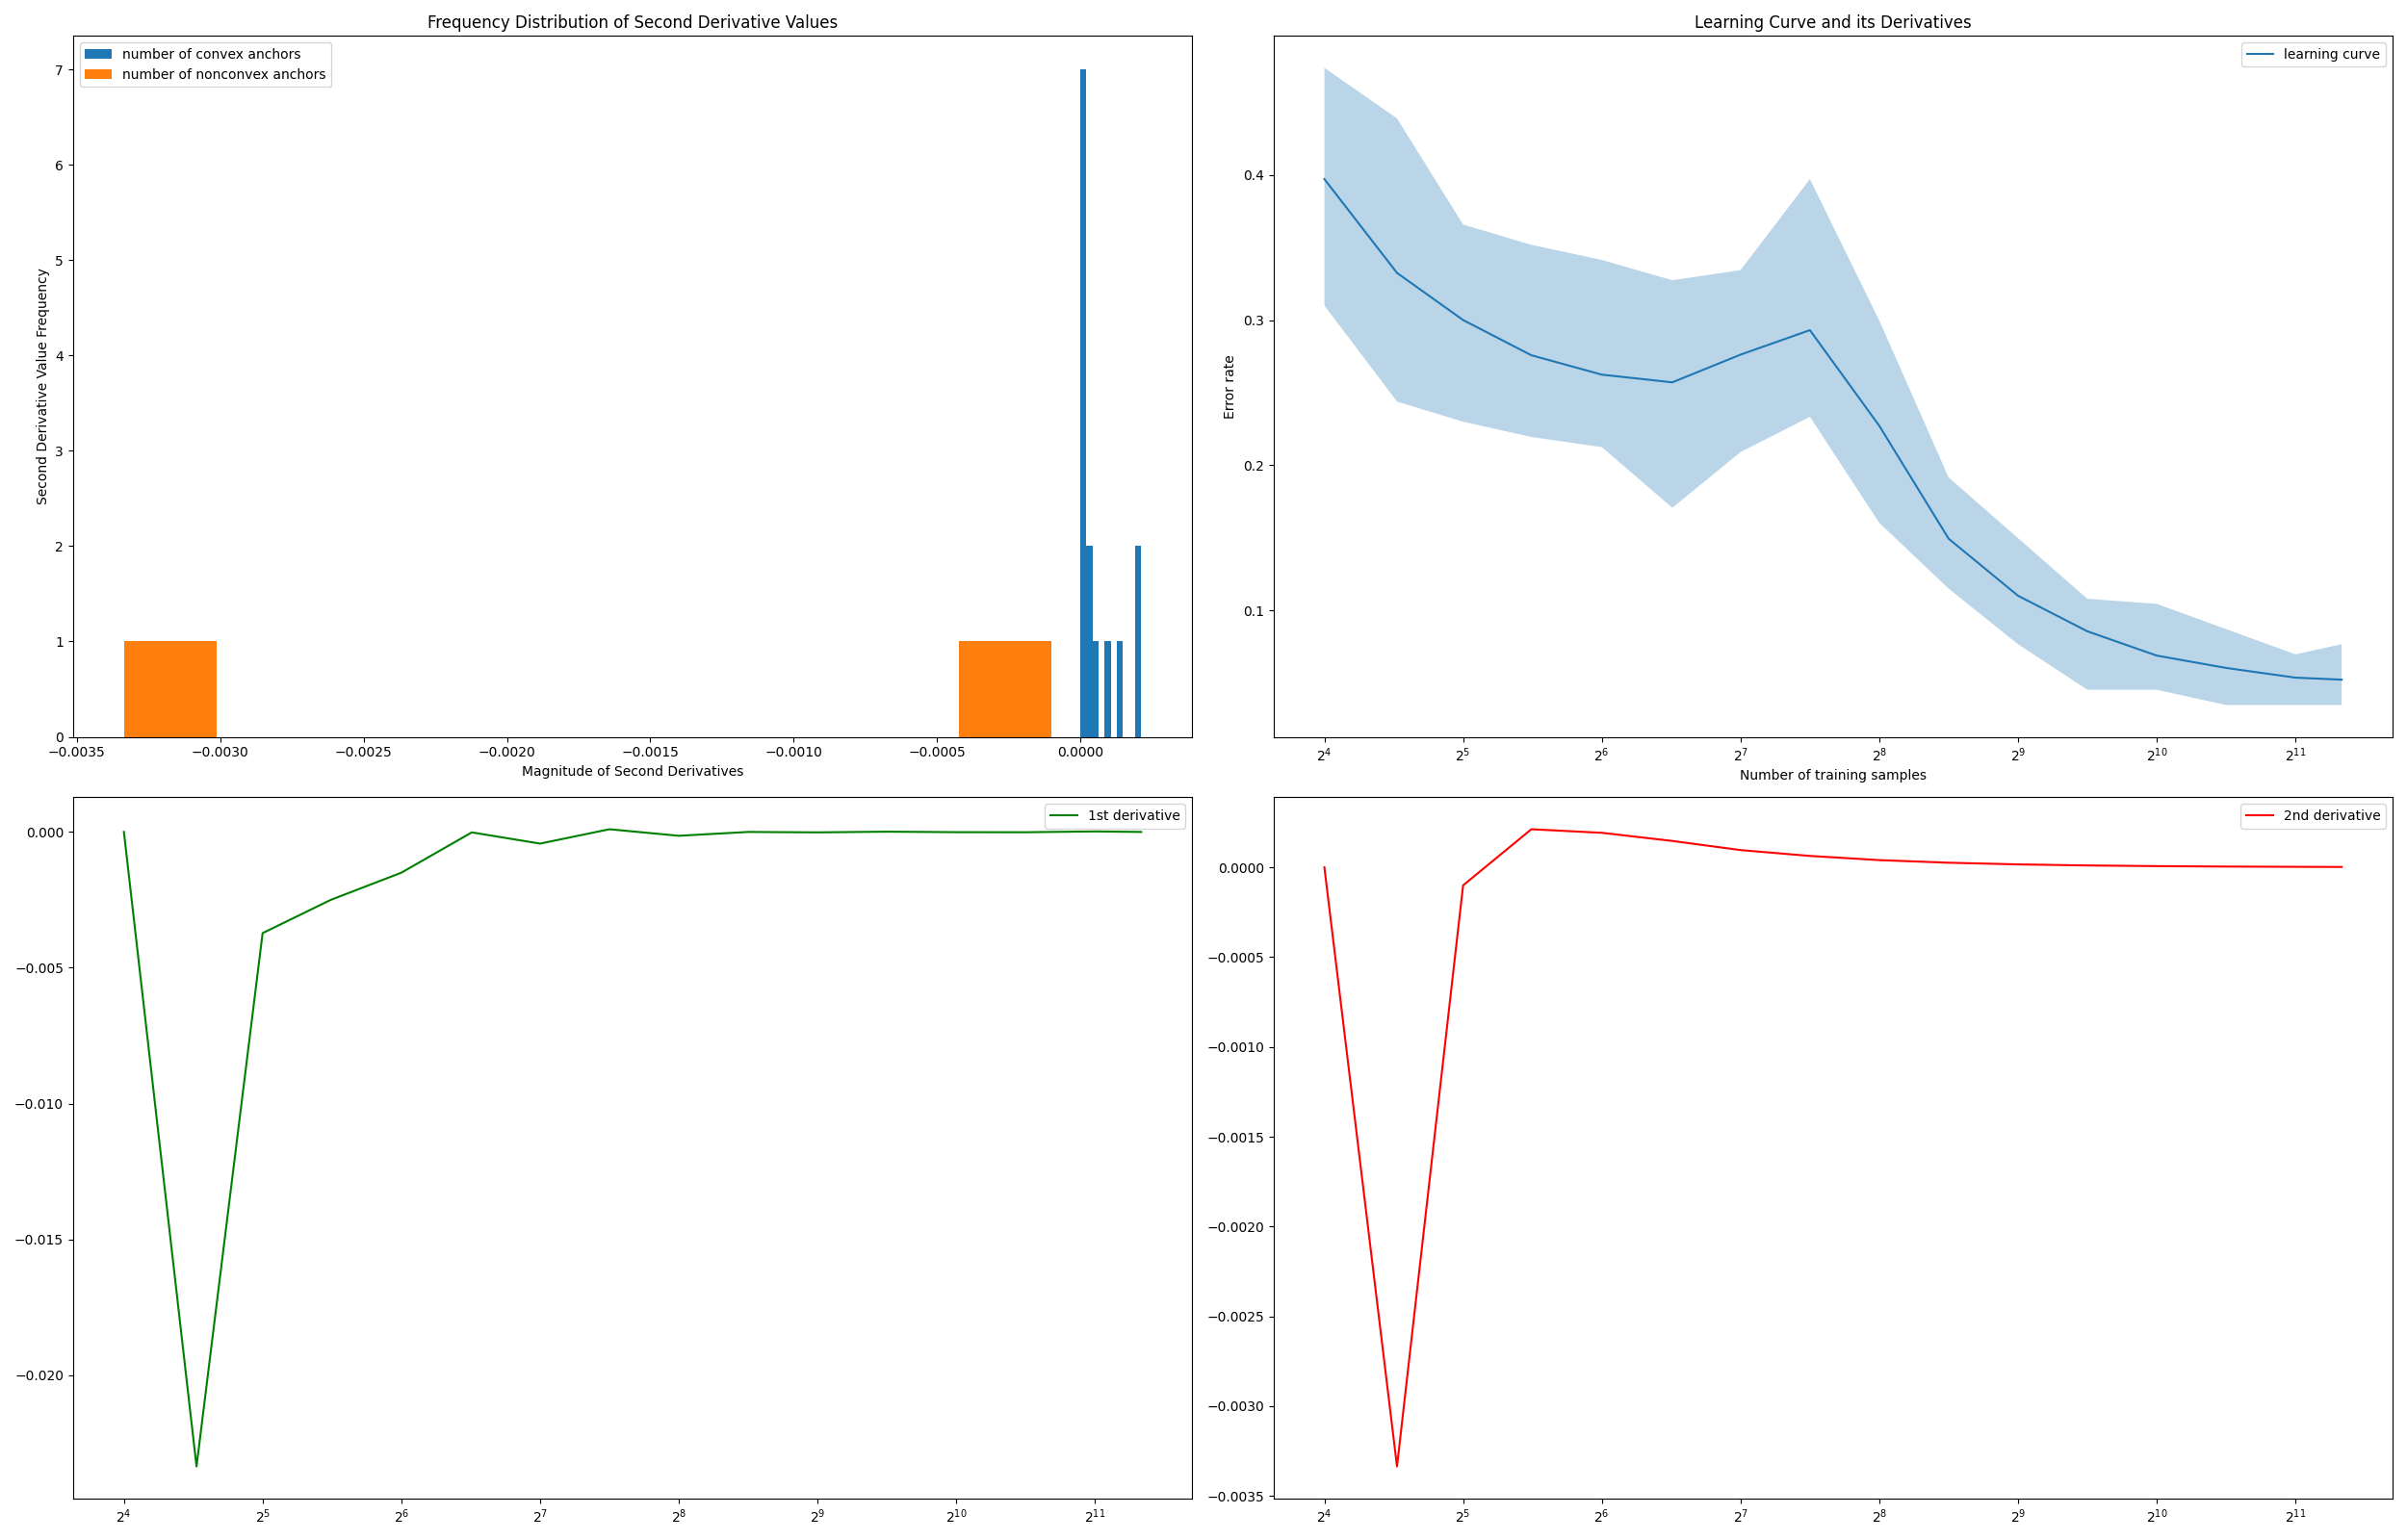 Frequency Distribution of Second Derivative Values
number of convex anchors
number of nonconvex anchors
7
6
5
4
3
2
1
0
Second Derivative Value Frequency
−0.0035 −0.0030 −0.0025 −0.0020 −0.0015 −0.0010 −0.0005 0.0000
Magnitude of Second Derivatives
Learning Curve and its Derivatives
learning curve
0.4
0.3
0.2
0.1
Error rate
2^4 2^5 2^6 2^7 2^8 2^9 2^10 2^11
Number of training samples
1st derivative
0.000
−0.005
−0.010
−0.015
−0.020
2^4 2^5 2^6 2^7 2^8 2^9 2^10 2^11
2nd derivative
0.0000
−0.0005
−0.0010
−0.0015
−0.0020
−0.0025
−0.0030
−0.0035
2^4 2^5 2^6 2^7 2^8 2^9 2^10 2^11